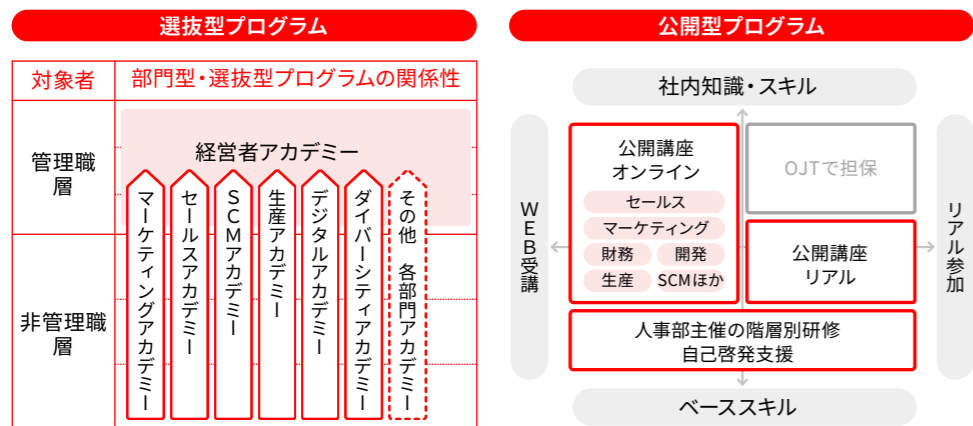 選抜型プログラム
対象者
部門型・選抜型プログラムの関係性
管理職
層
非管理職
層
経営者アカデミー
マーケティングアカデミー
セールスアカデミー
SCMアカデミー
生産アカデミー
デジタルアカデミー
ダイバーシティアカデミー
その他 各部門アカデミー
公開型プログラム
社内知識・スキル
WEB受講
公開講座
オンライン
セールス
マーケティング
財務
開発
生産
SCMほか
OJTで担保
公開講座
リアル
リアル参加
人事部主催の階層別研修
自己啓発支援
ベーススキル